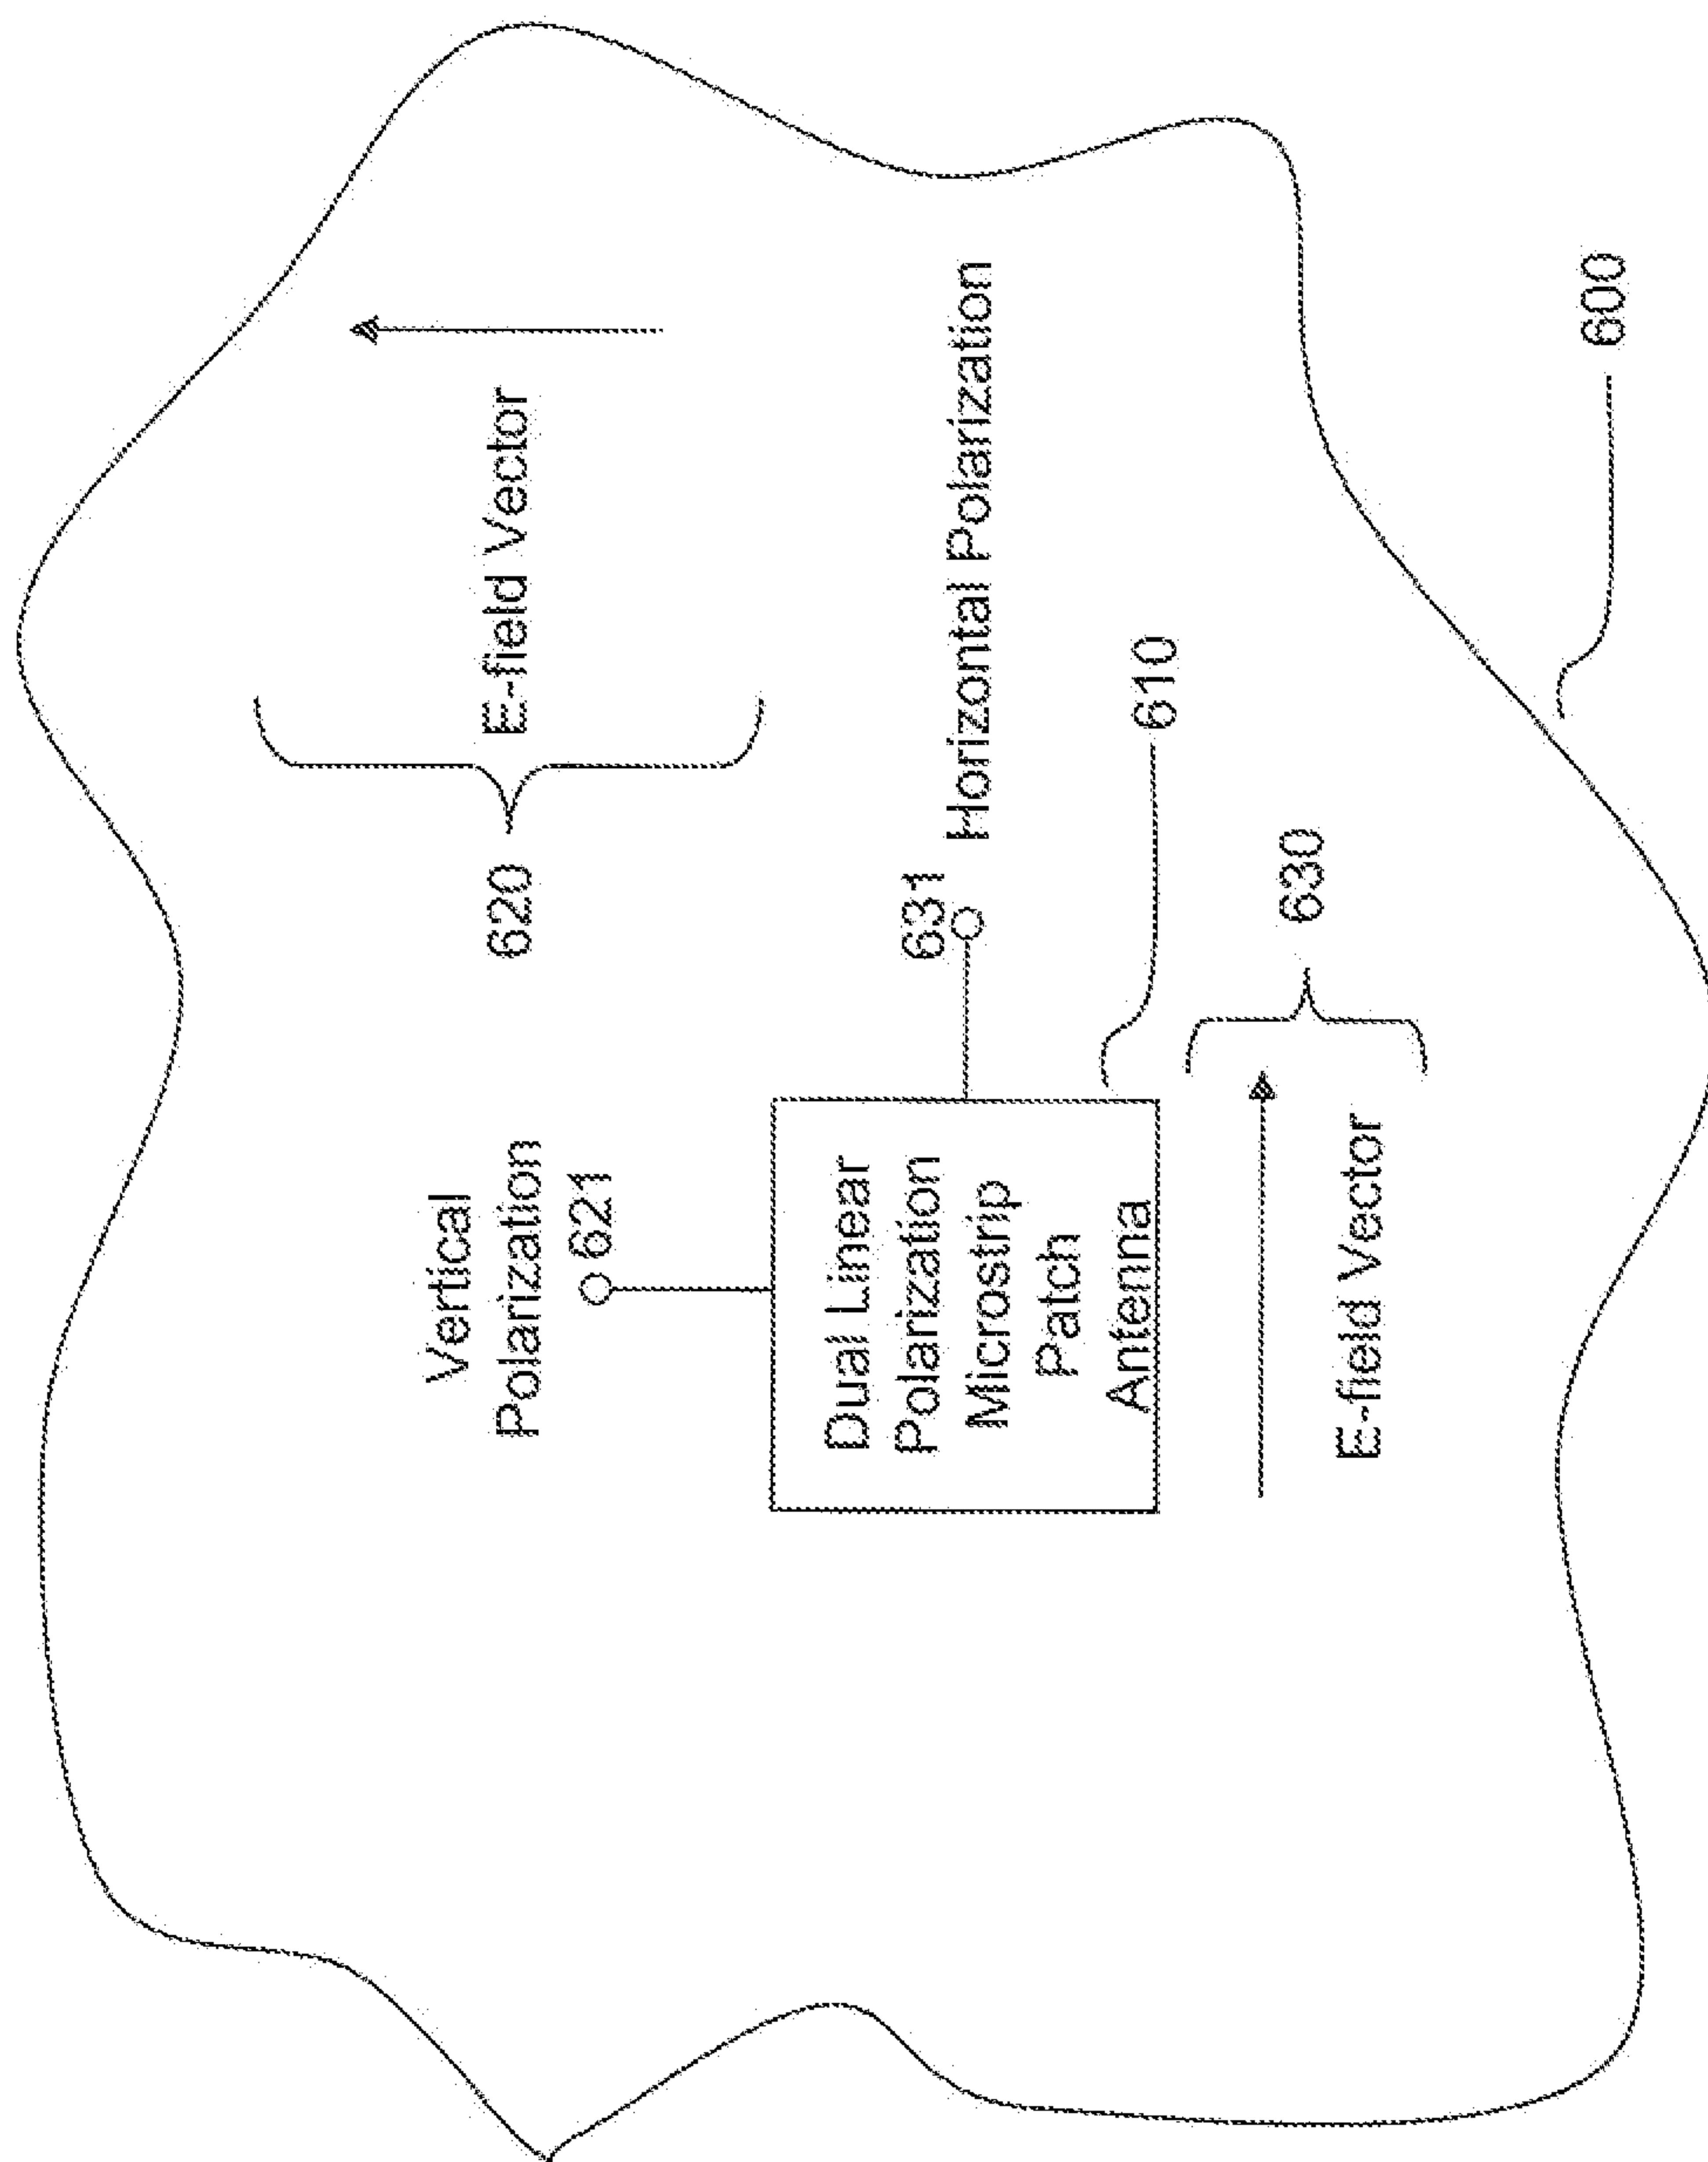 Vertical
Polarization
621
620
E-field Vector
Dual Linear
Polarization
Microstrip
Patch
Antenna
631
Horizontal Polarization
610
E-field Vector
630
600